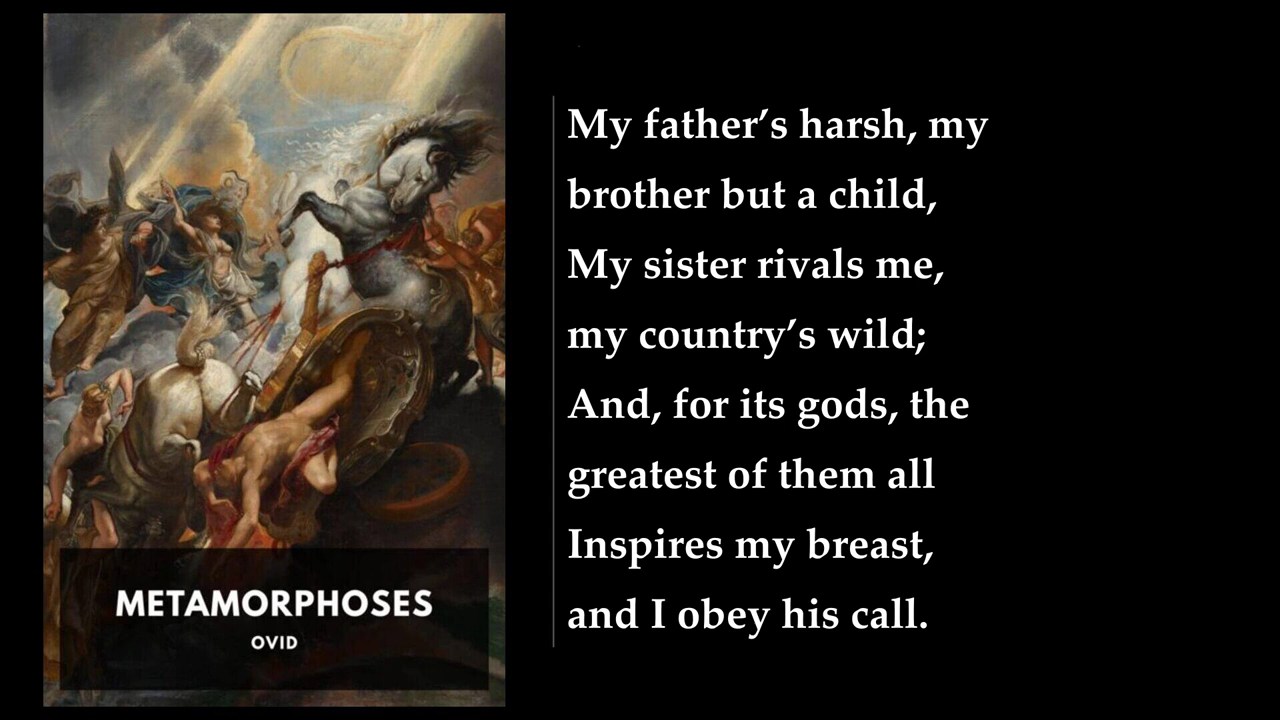 METAMORPHOSES
OVID
My father’s harsh, my
brother but a child,
My sister rivals me,
my country’s wild;
And, for its gods, the
greatest of them all
Inspires my breast,
and I obey his call.